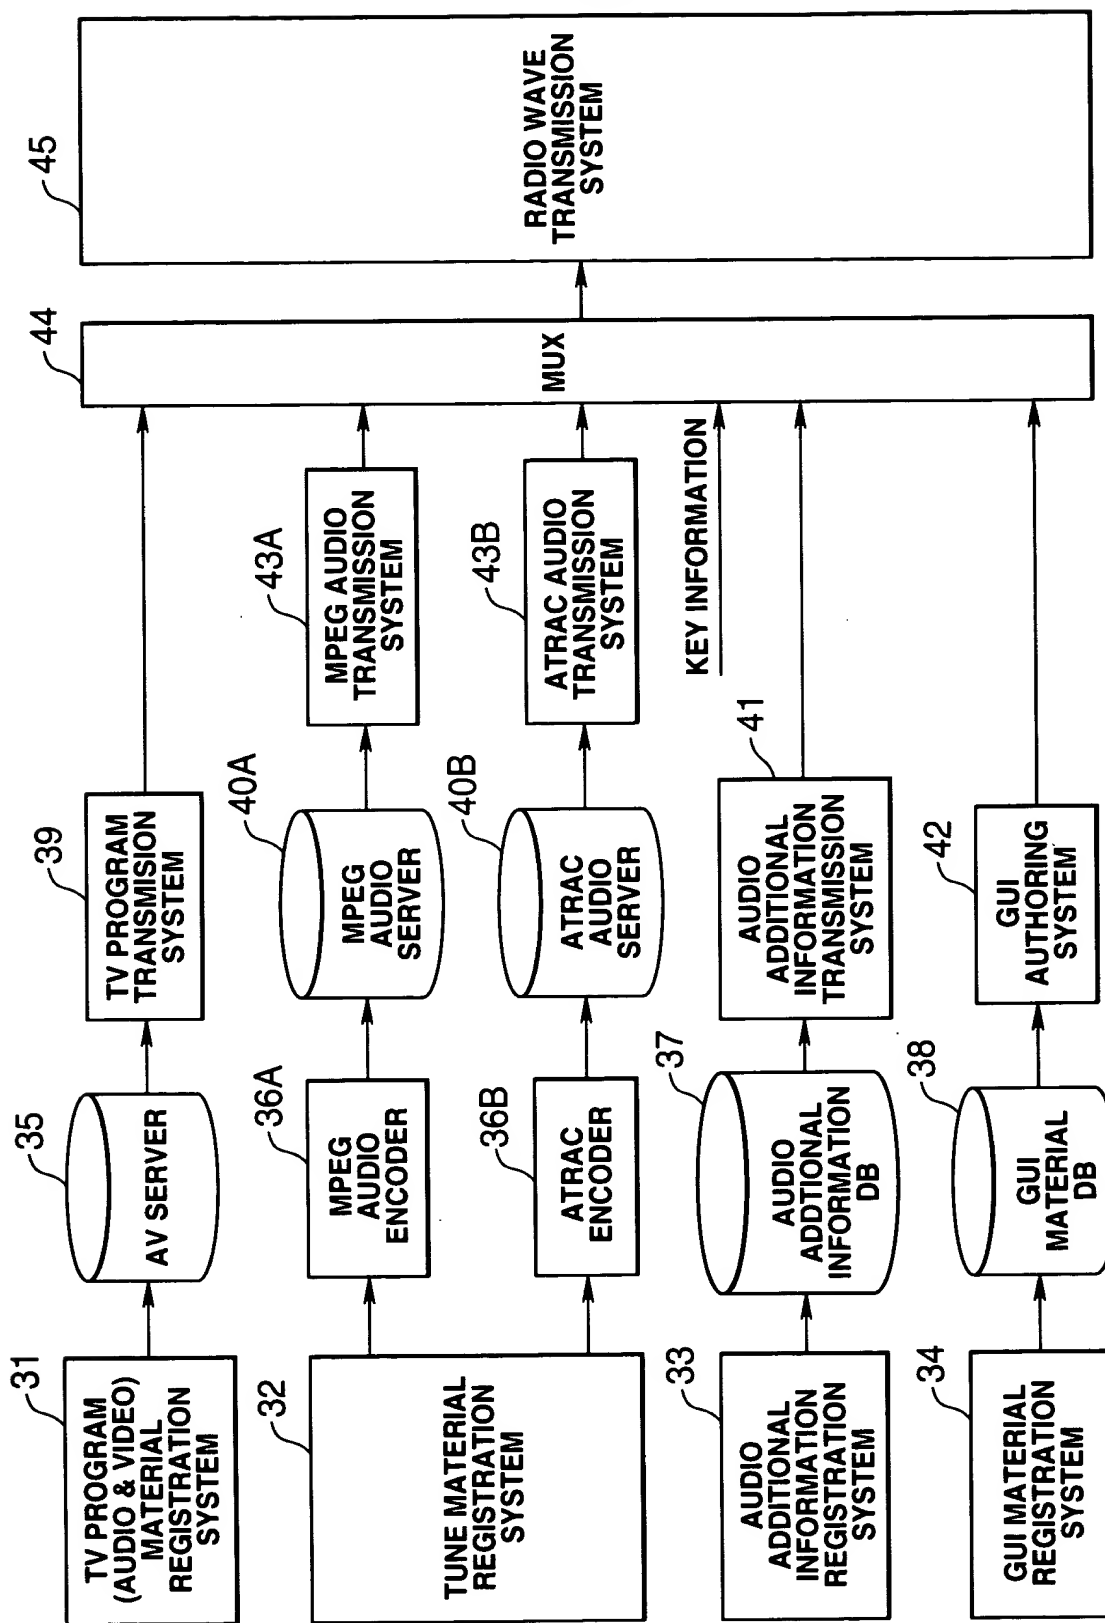 31
TV PROGRAM
(AUDIO & VIDEO)
MATERIAL
REGISTRATION
SYSTEM
35
AV SERVER
39
TV PROGRAM
TRANSMISION
SYSTEM
32
TUNE MATERIAL
REGISTRATION
SYSTEM
36A
MPEG
AUDIO
ENCODER
40A
MPEG
AUDIO
SERVER
43A
MPEG AUDIO
TRANSMISSION
SYSTEM
36B
ATRAC
ENCODER
40B
ATRAC
AUDIO
SERVER
43B
ATRAC AUDIO
TRANSMISSION
SYSTEM
KEY INFORMATION
33
AUDIO
ADDITIONAL
INFORMATION
REGISTRATION
SYSTEM
37
AUDIO
ADDTIONAL
INFORMATION
DB
41
AUDIO
ADDITIONAL
INFORMATION
TRANSMISSION
SYSTEM
34
GUI MATERIAL
REGISTRATION
SYSTEM
38
GUI
MATERIAL
DB
42
GUI
AUTHORING
SYSTEM
44
MUX
45
RADIO WAVE
TRANSMISSION
SYSTEM